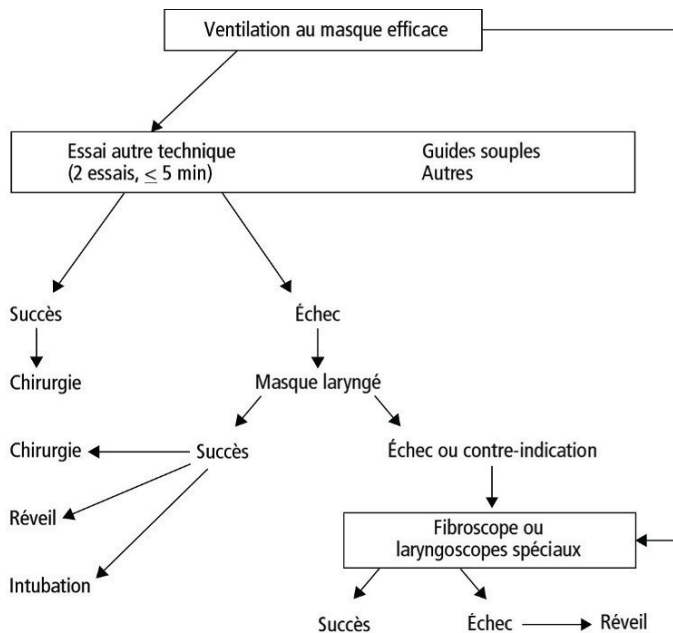 Ventilation au masque efficace
Essai autre technique
(2 essais, ≤ 5 min)
Guides souples
Autres
Succès
Échec
Chirurgie
Masque laryngé
Chirurgie
Succès
Échec ou contre-indication
Réveil
Fibroscope ou
laryngoscopes spéciaux
Intubation
Succès
Échec
Réveil